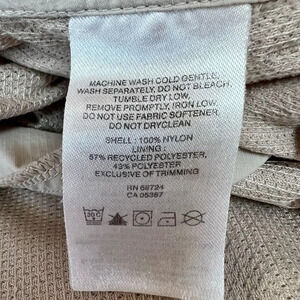 MACHINE WASH COLD GENTLE,
WASH SEPARATELY, DO NOT BLEACH,
TUMBLE DRY LOW,
REMOVE PROMPTLY, IRON LOW.
DO NOT USE FABRIC SOFTENER.
DO NOT DRYCLEAN.
SHELL : 100% NYLON
LINING :
57% RECYCLED POLYESTER,
43% POLYESTER
EXCLUSIVE OF TRIMMING
RN 69724
CA 05367